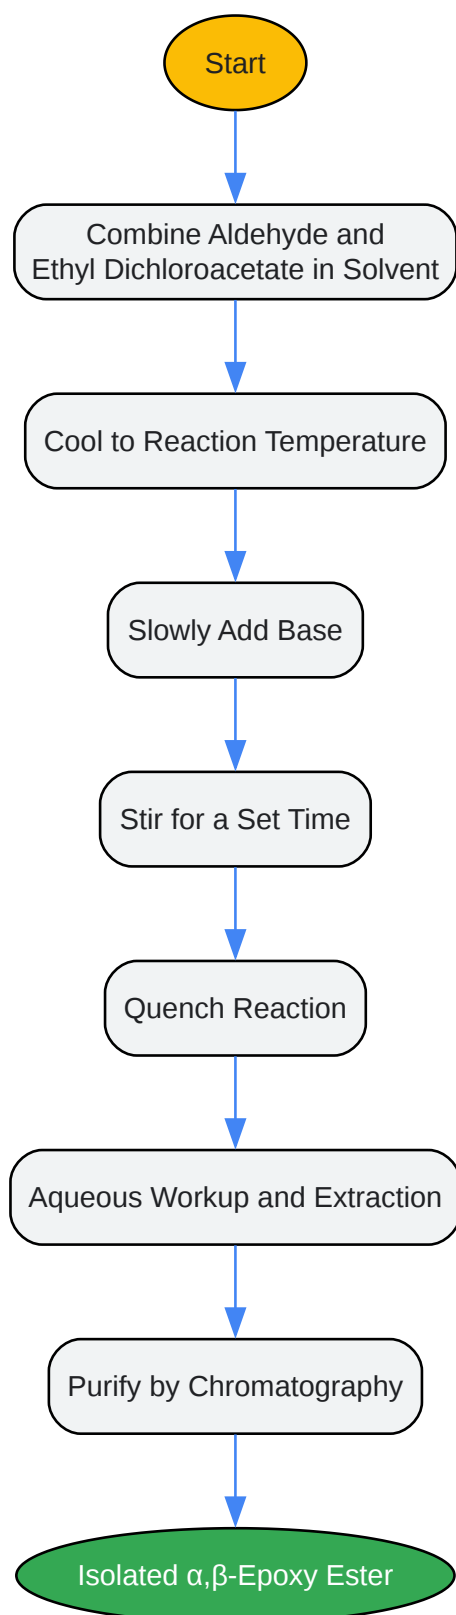 Start
Combine Aldehyde and
Ethyl Dichloroacetate in Solvent
Cool to Reaction Temperature
Slowly Add Base
Stir for a Set Time
Quench Reaction
Aqueous Workup and Extraction
Purify by Chromatography
Isolated α,β-Epoxy Ester